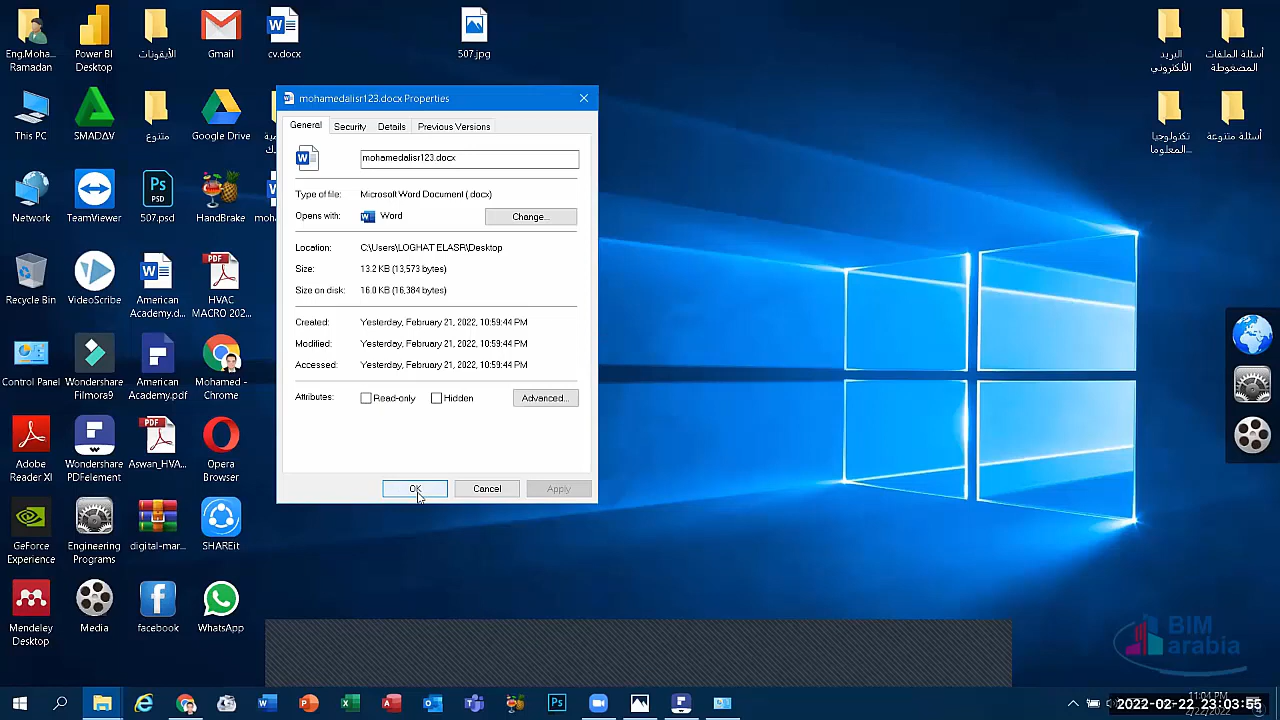 Eng.Moha...
Ramadan
Power BI
Desktop
الأيقونات
Gmail
cv.docx
507.jpg
البريد
الألكتروني
أسئلة الملفات
المضغوطة
This PC
SMADΔV
متنوع
Google Drive
تكنولوجيا
المعلوما...
أسئلة متنوعة
Network
TeamViewer
507.psd
HandBrake
Recycle Bin
VideoScribe
American
Academy.d...
HVAC
MACRO 202...
Control Panel
Wondershare
Filmora9
American
Academy.pdf
Mohamed -
Chrome
Adobe
Reader XI
Wondershare
PDFelement
Aswan_HVA...
Opera
Browser
GeForce
Experience
Engineering
Programs
digital-mar...
SHAREit
Mendeley
Desktop
Media
facebook
WhatsApp
mohamedalisr123.docx Properties
General
Security
Details
Previous Versions
mohamedalisr123.docx
Type of file: Microsoft Word Document (.docx)
Opens with: Word
Change...
Location: C:\Users\LOGHAT ELASR\Desktop
Size: 13.2 KB (13,573 bytes)
Size on disk: 16.0 KB (16,384 bytes)
Created: Yesterday, February 21, 2022, 10:59:44 PM
Modified: Yesterday, February 21, 2022, 10:59:44 PM
Accessed: Yesterday, February 21, 2022, 10:59:44 PM
Attributes: Read-only Hidden Advanced...
OK Cancel Apply
BIM
arabia
11:04 PM
2022-02-22 23:03:55
2/22/2022